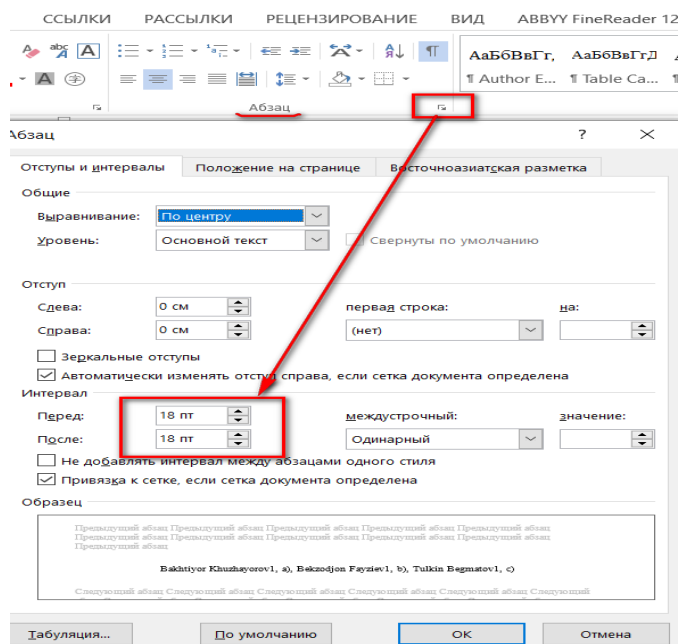 ССЫЛКИ РАССЫЛКИ РЕЦЕНЗИРОВАНИЕ ВИД ABBYY FineReader 12
АаБбВвГг, АаБбВвГгД
¶ Author E... ¶ Table Ca...
Абзац
Абзац ? ×
Отступы и интервалы Положение на странице Восточноазиатская разметка
Общие
Выравнивание: По центру
Уровень: Основной текст Свернуты по умолчанию
Отступ
Слева: 0 см первая строка: на:
Справа: 0 см (нет)
Зеркальные отступы
Автоматически изменять отступ справа, если сетка документа определена
Интервал
Перед: 18 пт междустрочный: значение:
После: 18 пт Одинарный
Не добавлять интервал между абзацами одного стиля
Привязка к сетке, если сетка документа определена
Образец
Предыдущий абзац Предыдущий абзац Предыдущий абзац Предыдущий абзац Предыдущий абзац
Предыдущий абзац Предыдущий абзац Предыдущий абзац Предыдущий абзац Предыдущий абзац
Предыдущий абзац
Bakhtiyor Khuzhayorov1, a), Bekzodjon Fayziev1, b), Tulkin Begmatov1, c)
Следующий абзац Следующий абзац Следующий абзац Следующий абзац Следующий
Табуляция... По умолчанию ОК Отмена